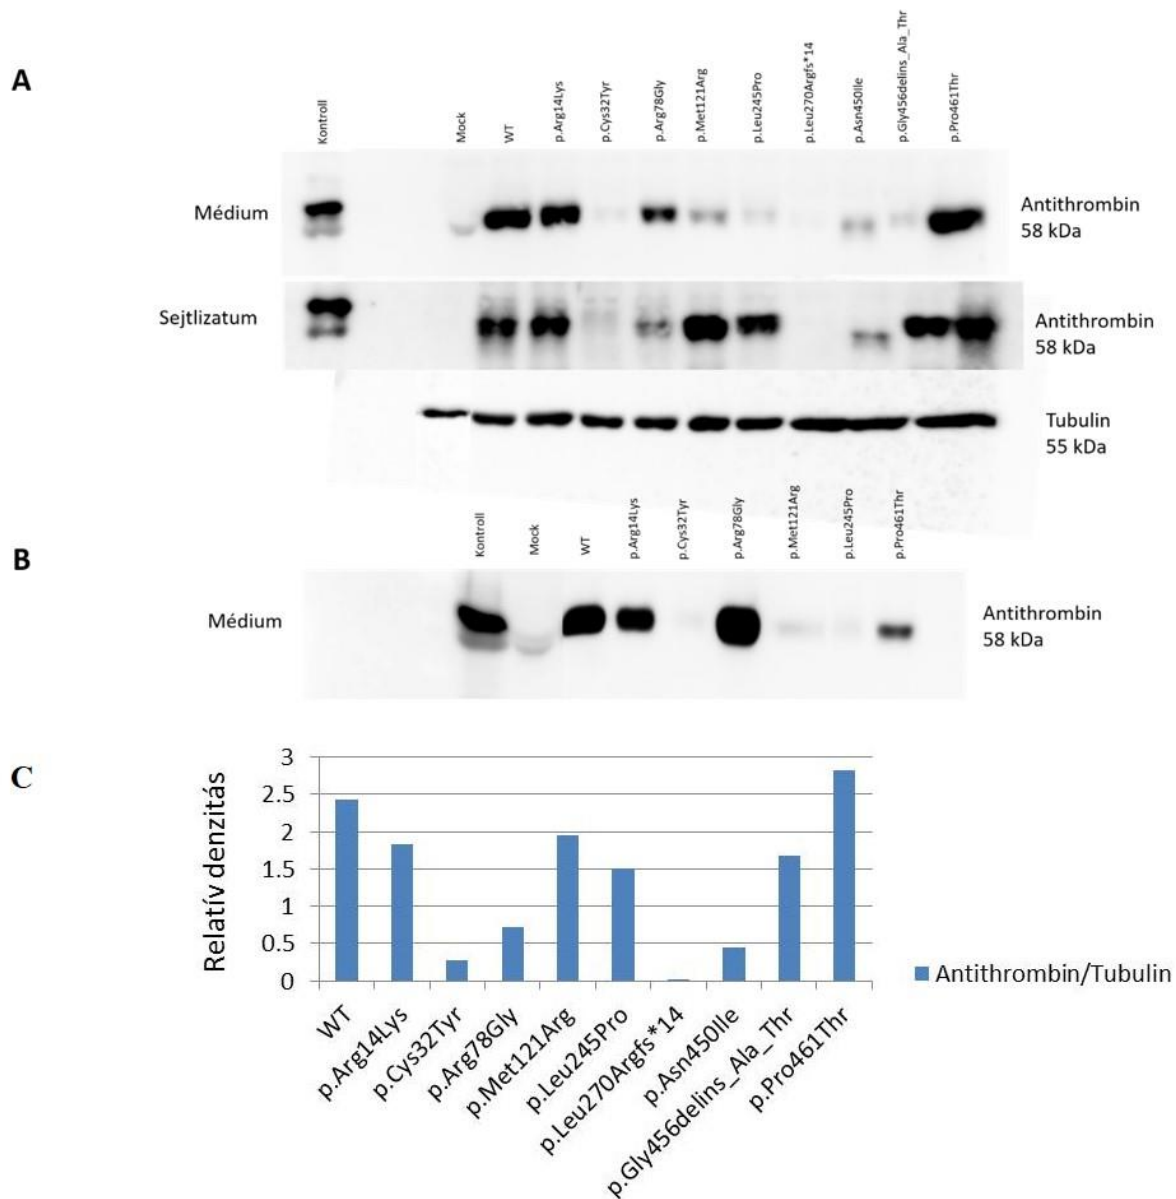 A
Kontroll
Mock
WT
p.Arg14Lys
p.Cys32Tyr
p.Arg78Gly
p.Met121Arg
p.Leu245Pro
p.Leu270Argfs*14
p.Asn450Ile
p.Gly456delins_Ala_Thr
p.Pro461Thr
Médium
Antithrombin
58 kDa
Sejtlizatum
Antithrombin
58 kDa
Tubulin
55 kDa
B
Kontroll
Mock
WT
p.Arg14Lys
p.Cys32Tyr
p.Arg78Gly
p.Met121Arg
p.Leu245Pro
p.Pro461Thr
Médium
Antithrombin
58 kDa
C
Relatív denzitás
3
2.5
2
1.5
1
0.5
0
WT
p.Arg14Lys
p.Cys32Tyr
p.Arg78Gly
p.Met121Arg
p.Leu245Pro
p.Leu270Argfs*14
p.Asn450Ile
p.Gly456delins_Ala_Thr
p.Pro461Thr
Antithrombin/Tubulin